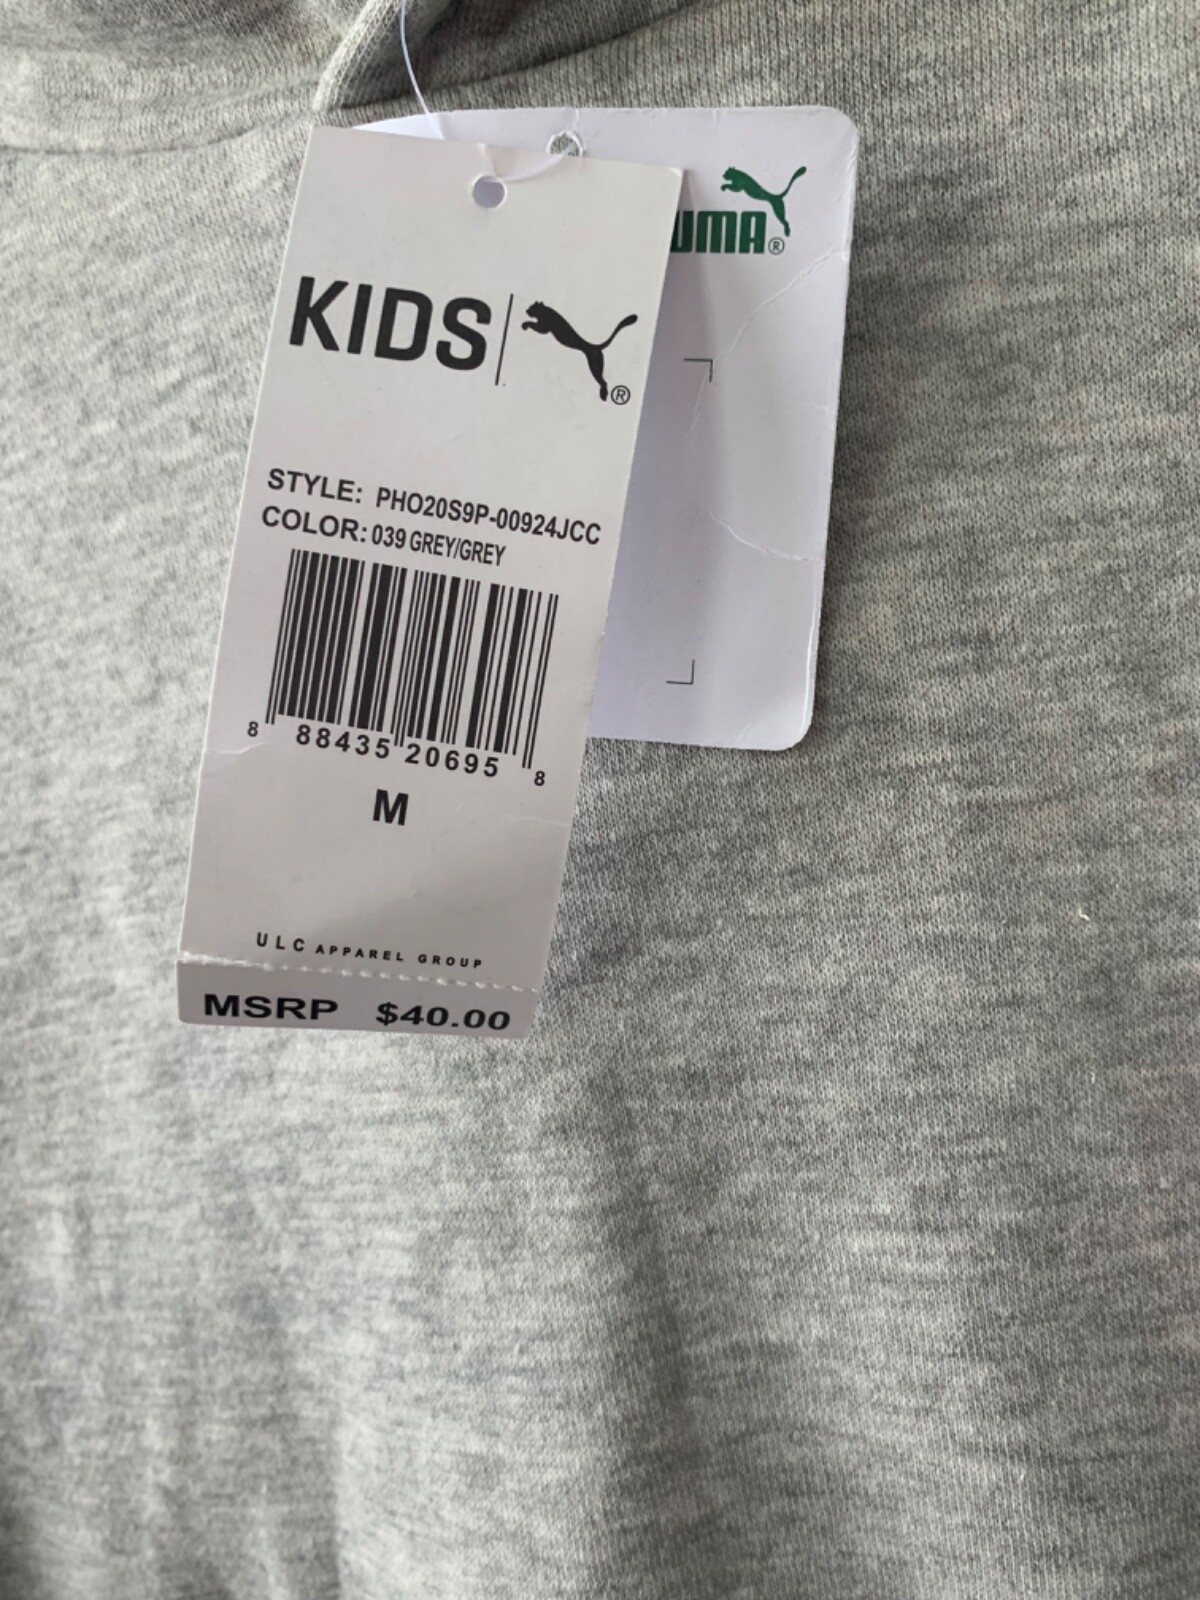 UMA®
KIDS ®
STYLE: PHO20S9P-00924JCC
COLOR: 039 GREY/GREY
8 88435 20695 8
M
ULC APPAREL GROUP
MSRP $40.00